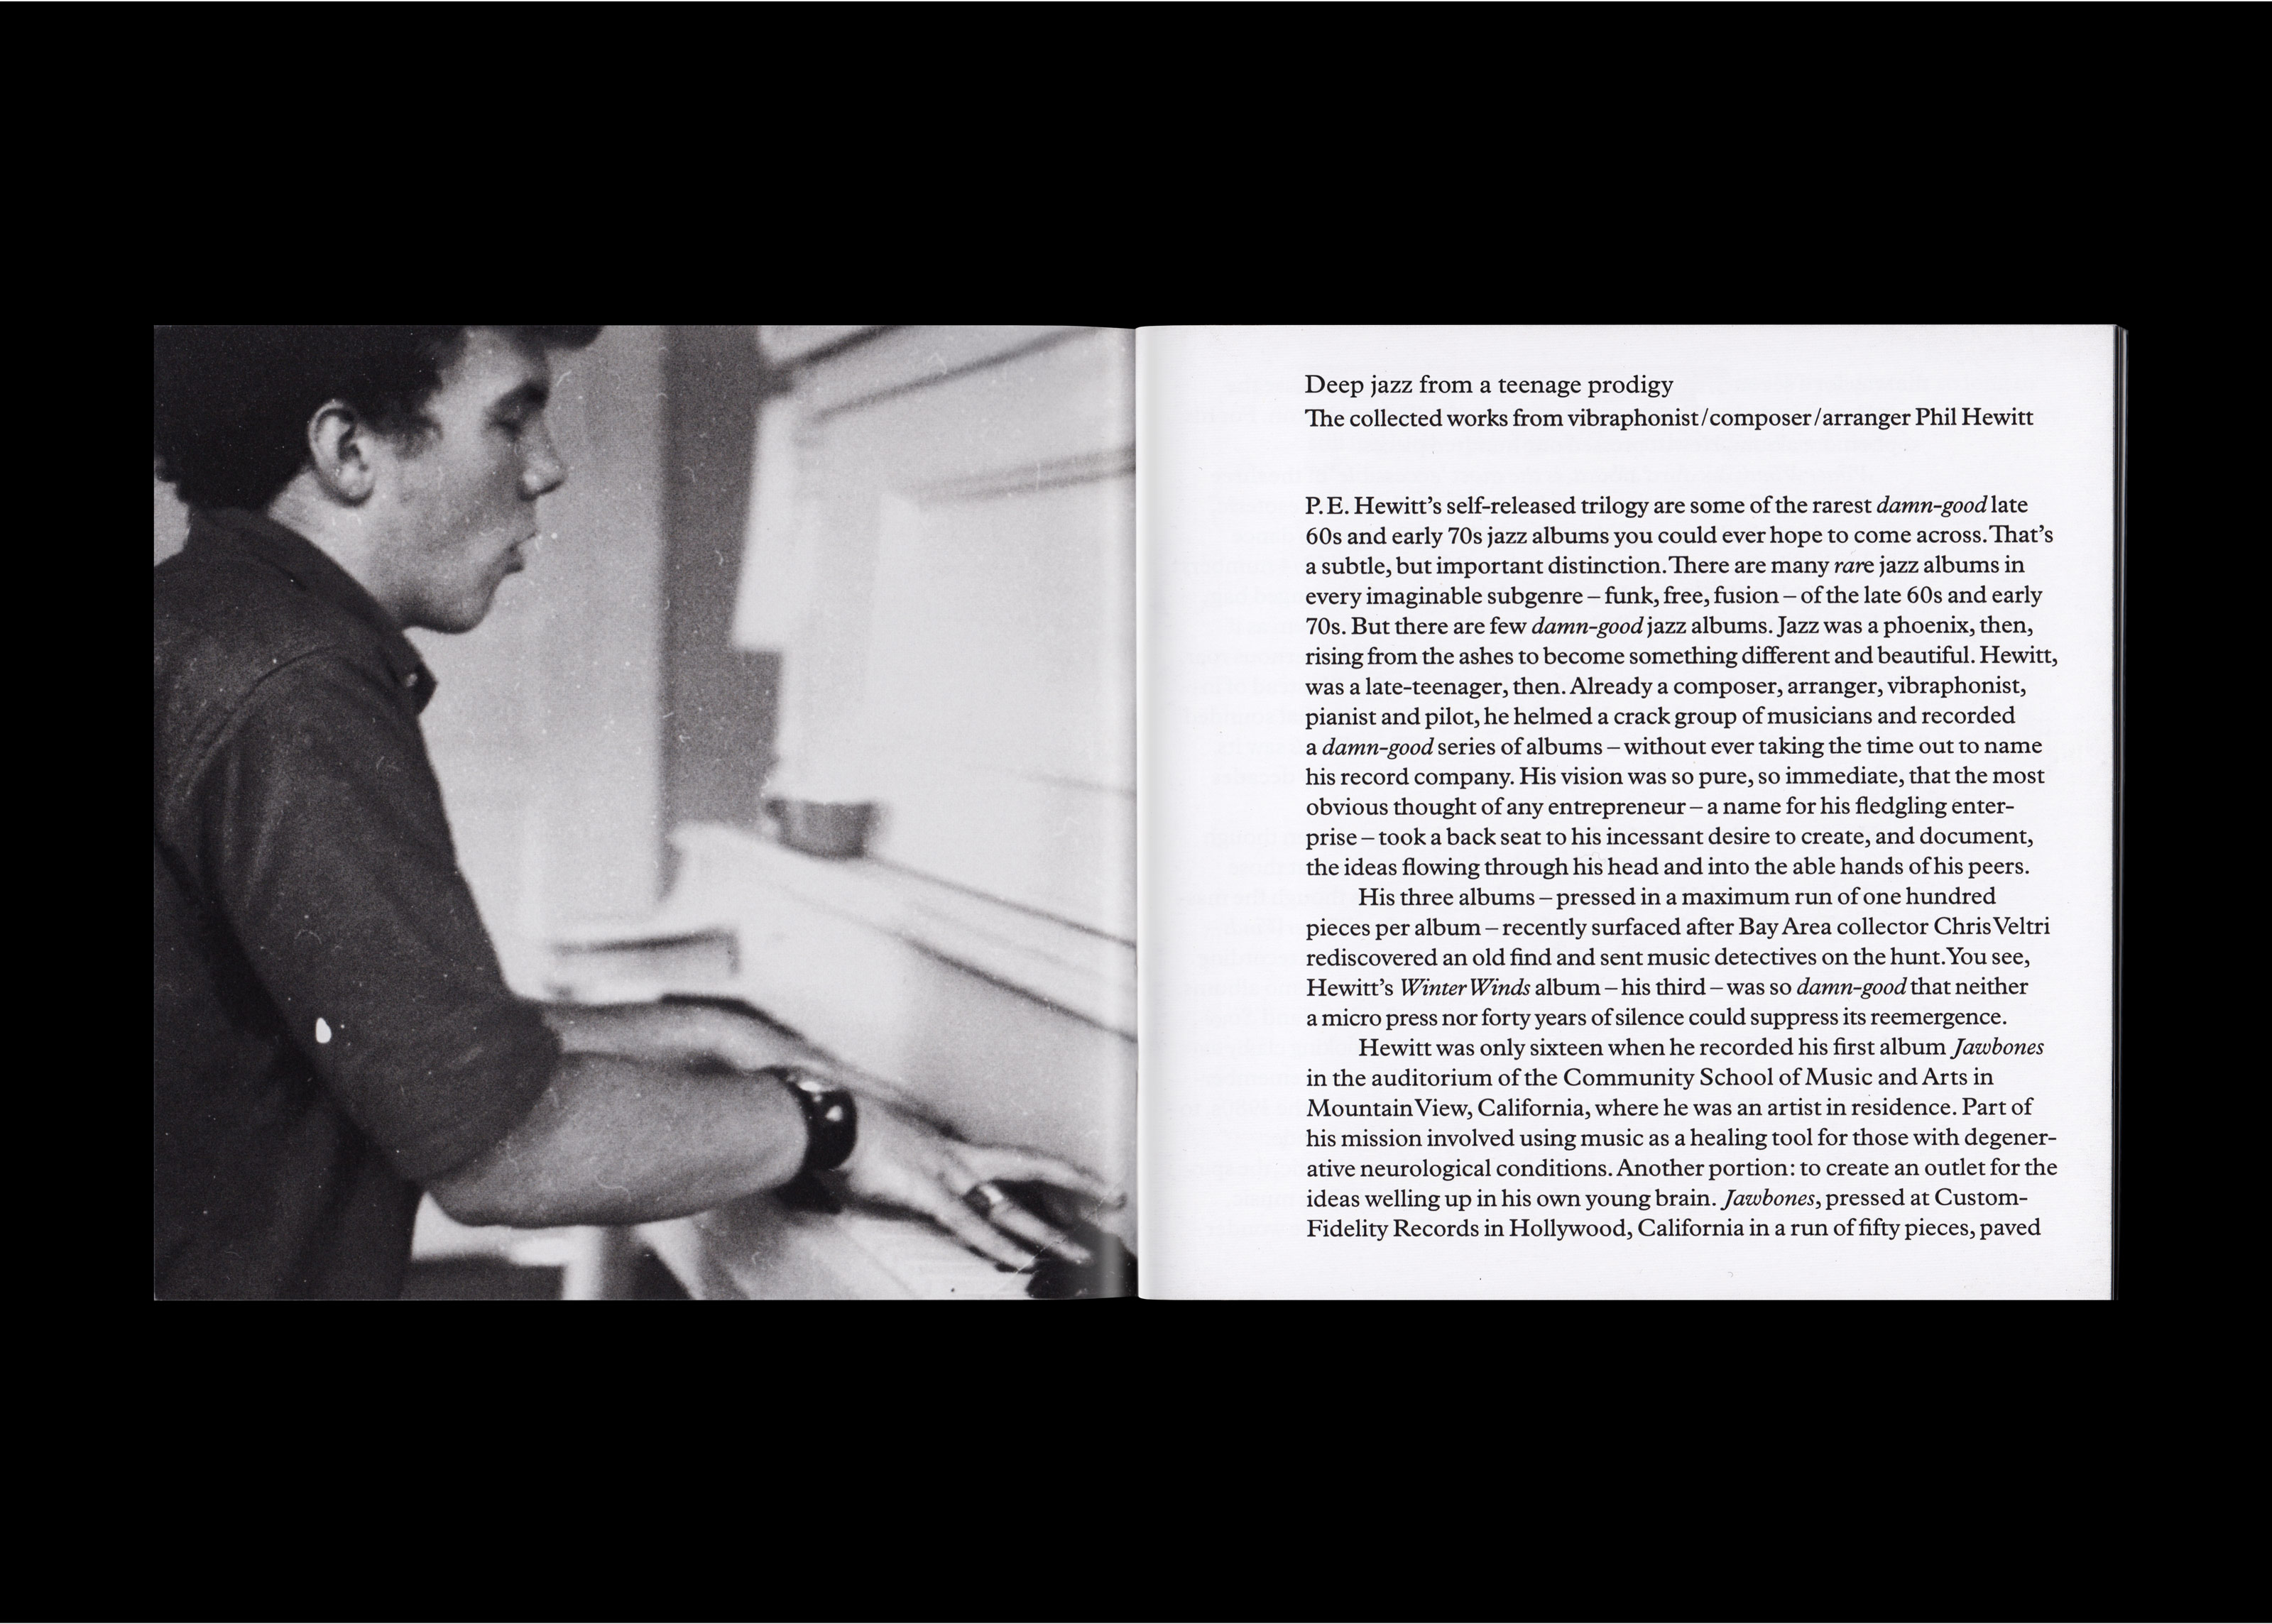 Deep jazz from a teenage prodigy
The collected works from vibraphonist/composer/arranger Phil Hewitt
P. E. Hewitt’s self-released trilogy are some of the rarest damn-good late
60s and early 70s jazz albums you could ever hope to come across. That’s
a subtle, but important distinction. There are many rare jazz albums in
every imaginable subgenre – funk, free, fusion – of the late 60s and early
70s. But there are few damn-good jazz albums. Jazz was a phoenix, then,
rising from the ashes to become something different and beautiful. Hewitt,
was a late-teenager, then. Already a composer, arranger, vibraphonist,
pianist and pilot, he helmed a crack group of musicians and recorded
a damn-good series of albums – without ever taking the time out to name
his record company. His vision was so pure, so immediate, that the most
obvious thought of any entrepreneur – a name for his fledgling enter-
prise – took a back seat to his incessant desire to create, and document,
the ideas flowing through his head and into the able hands of his peers.
His three albums – pressed in a maximum run of one hundred
pieces per album – recently surfaced after Bay Area collector Chris Veltri
rediscovered an old find and sent music detectives on the hunt. You see,
Hewitt’s Winter Winds album – his third – was so damn-good that neither
a micro press nor forty years of silence could suppress its reemergence.
Hewitt was only sixteen when he recorded his first album Jawbones
in the auditorium of the Community School of Music and Arts in
Mountain View, California, where he was an artist in residence. Part of
his mission involved using music as a healing tool for those with degener-
ative neurological conditions. Another portion: to create an outlet for the
ideas welling up in his own young brain. Jawbones, pressed at Custom-
Fidelity Records in Hollywood, California in a run of fifty pieces, paved